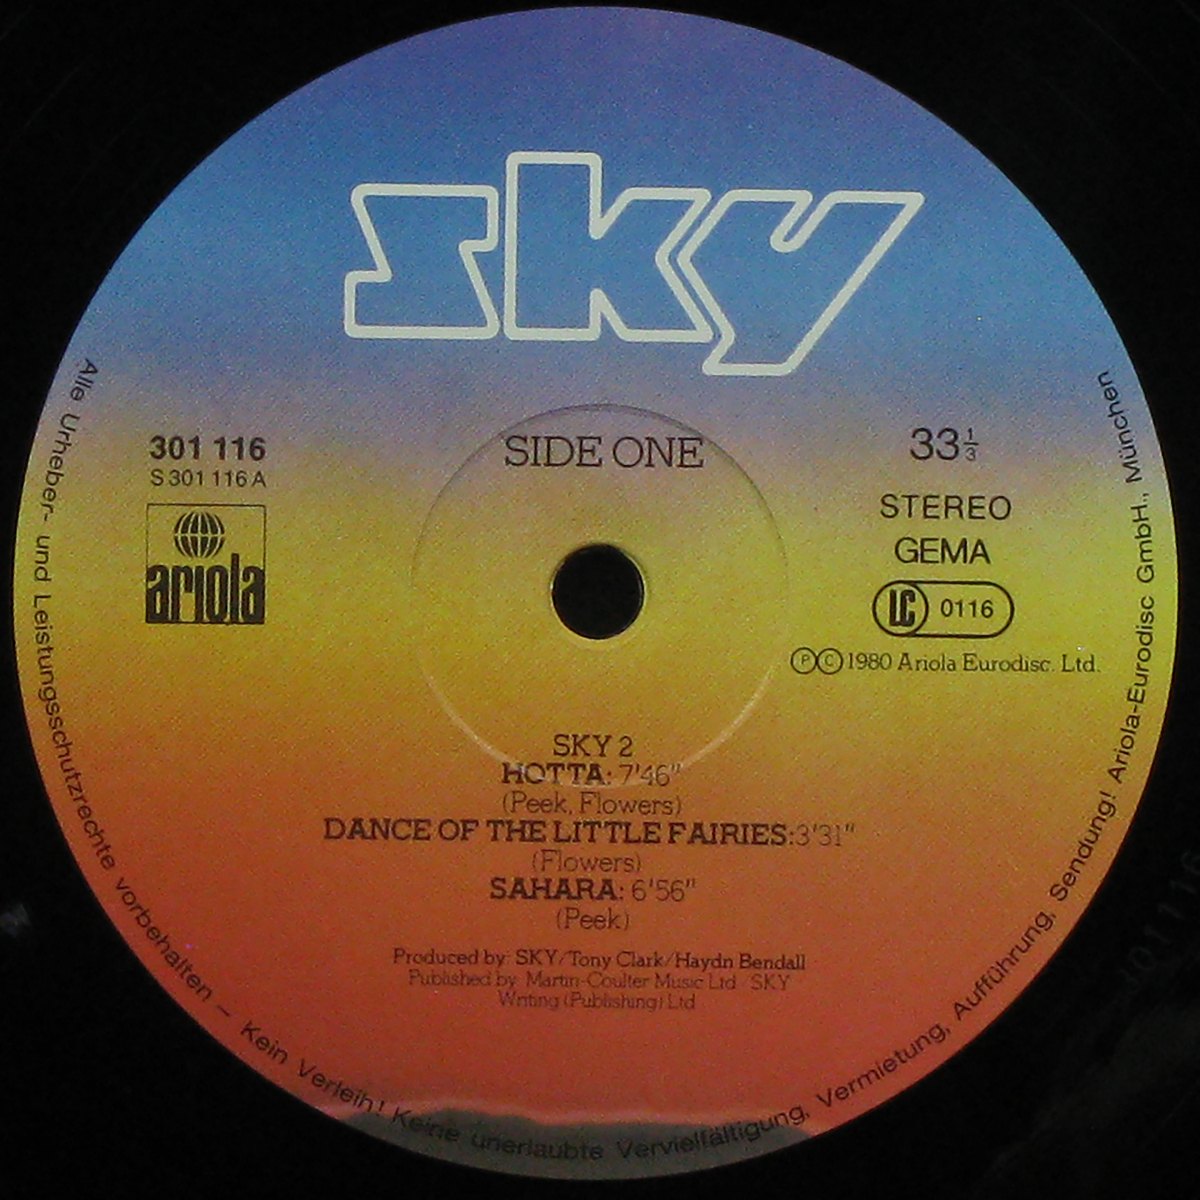 sky
SIDE ONE
301 116
S 301 116 A
ariola
33 1/3
STEREO
GEMA
LC 0116
Ⓟ© 1980 Ariola Eurodisc. Ltd.
SKY 2
HOTTA: 7'46"
(Peek, Flowers)
DANCE OF THE LITTLE FAIRIES: 3'31"
(Flowers)
SAHARA: 6'56"
(Peek)
Produced by: SKY/Tony Clark/Haydn Bendall
Published by Martin-Coulter Music Ltd SKY
Writing (Publishing) Ltd
Alle Urheber- und Leistungsschutzrechte vorbehalten – Kein Verleih! Keine unerlaubte Vervielfältigung, Vermietung, Aufführung, Sendung! Ariola-Eurodisc GmbH., München